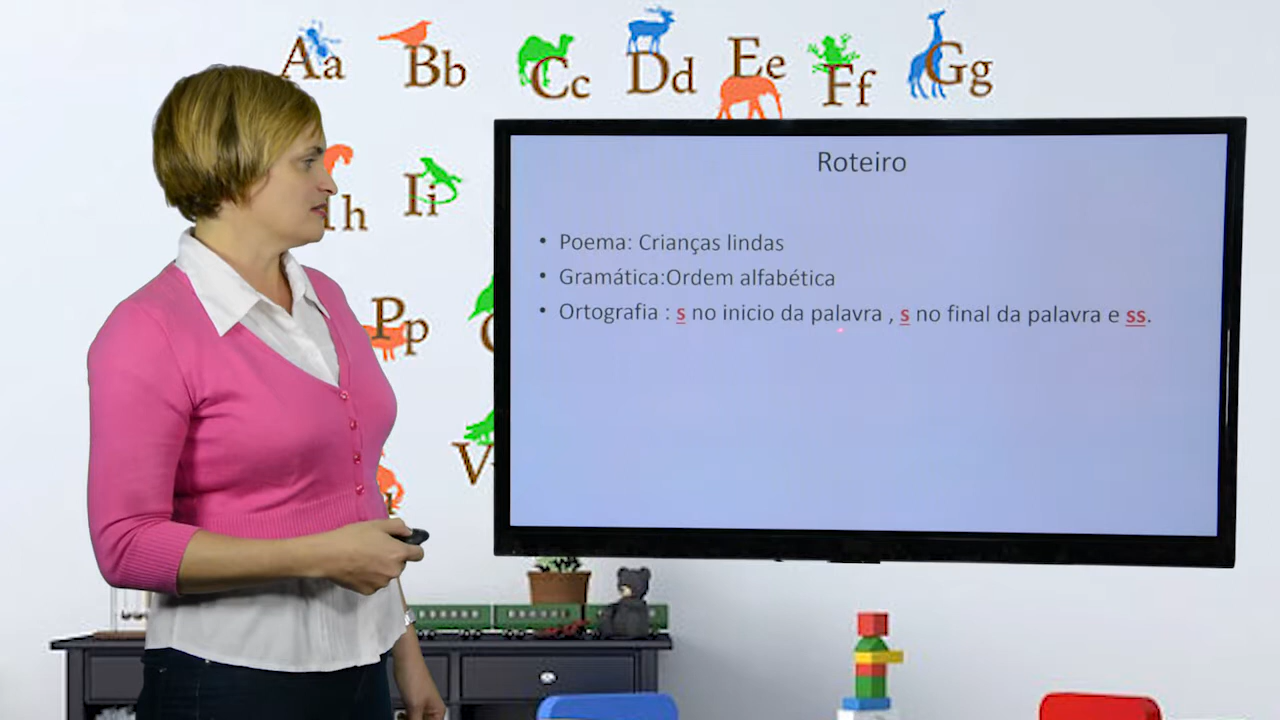 Aa Bb Cc Dd Ee Ff Gg
h Ii
Pp
V
Roteiro
• Poema: Crianças lindas
• Gramática:Ordem alfabética
• Ortografia : s no inicio da palavra , s no final da palavra e ss.